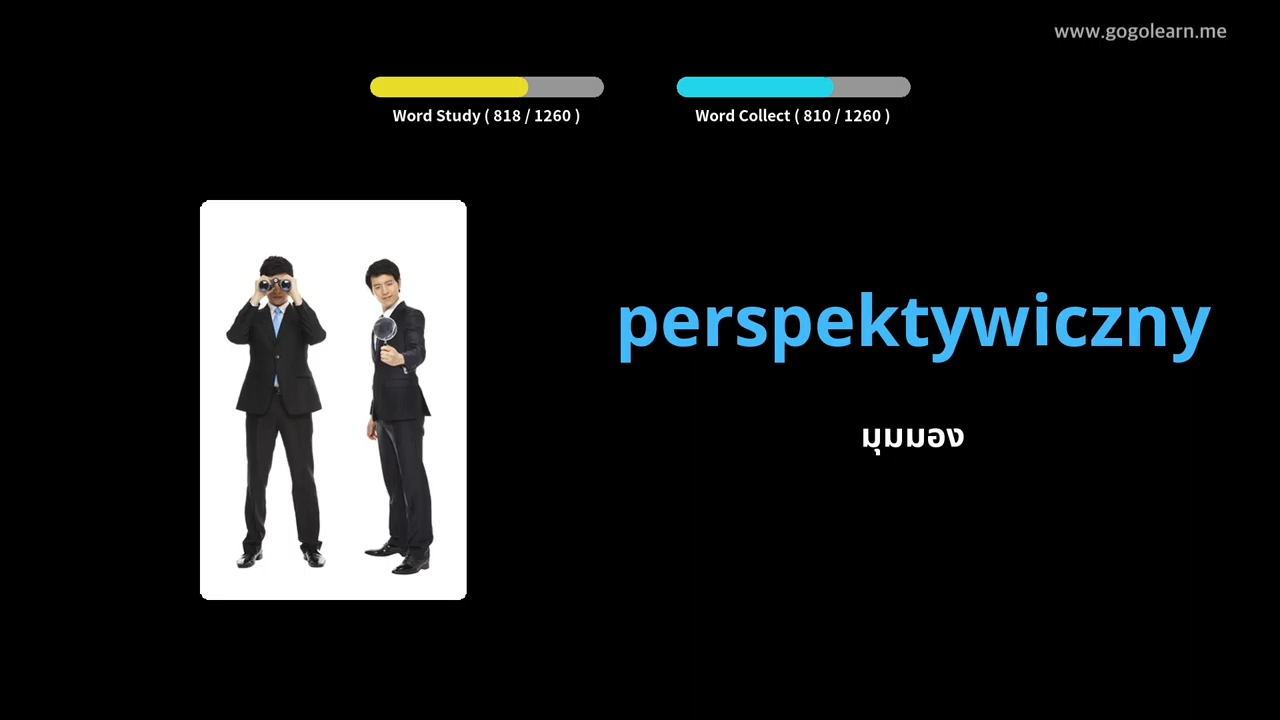 www.gogolearn.me
Word Study ( 818 / 1260 )
Word Collect ( 810 / 1260 )
perspektywiczny
มุมมอง